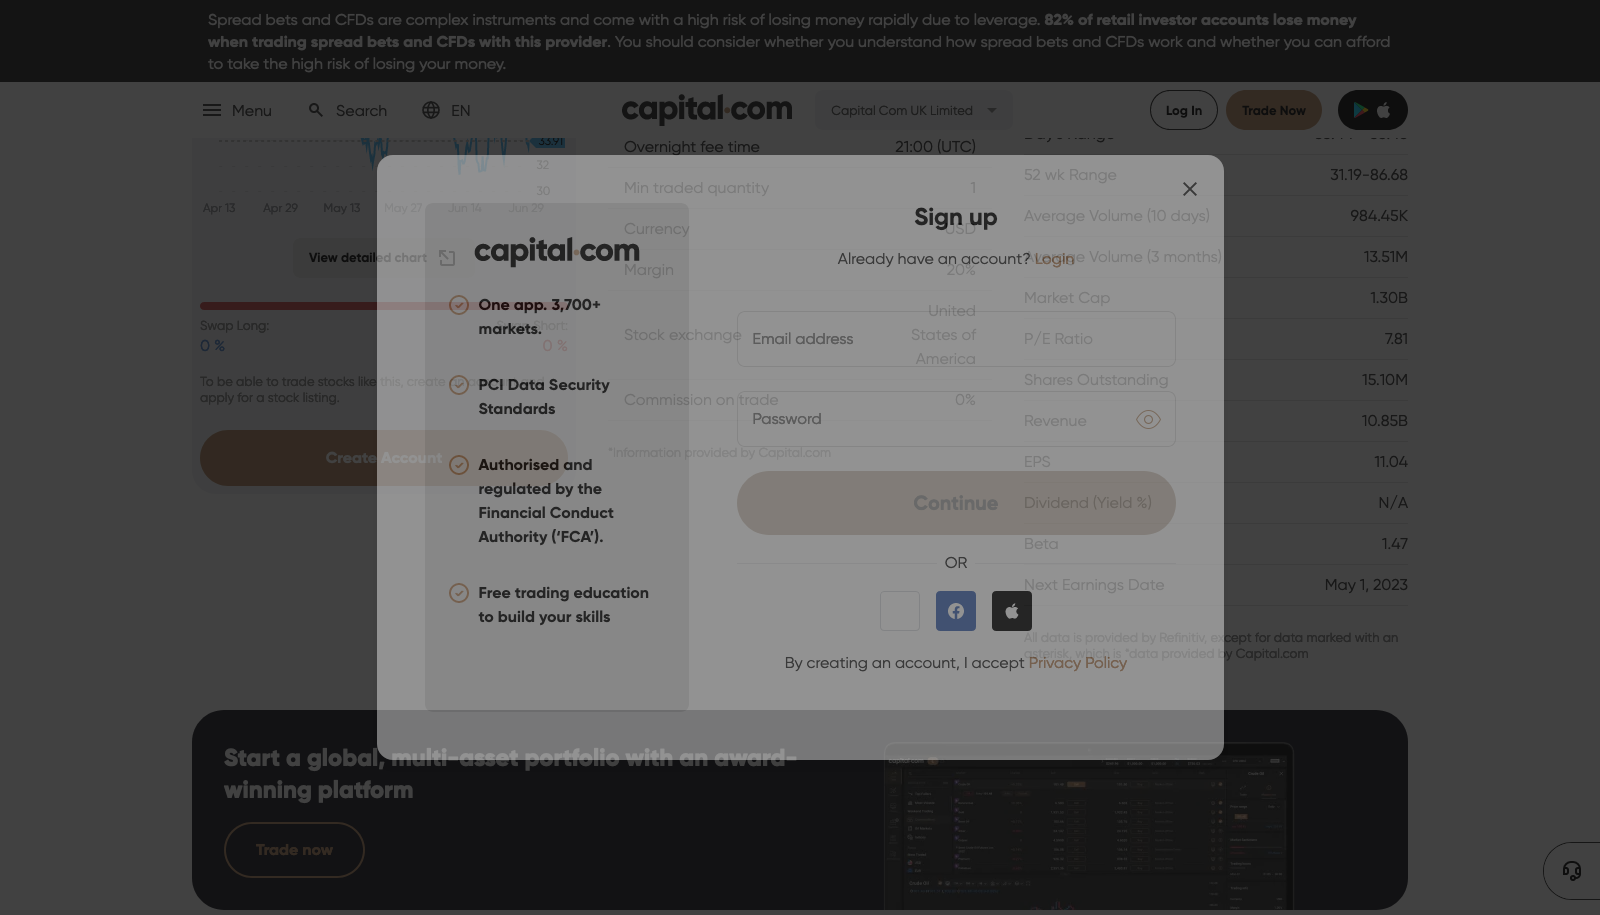 Spread bets and CFDs are complex instruments and come with a high risk of losing money rapidly due to leverage. 82% of retail investor accounts lose money
when trading spread bets and CFDs with this provider. You should consider whether you understand how spread bets and CFDs work and whether you can afford
to take the high risk of losing your money.
Menu
Search
EN
capital.com
Capital Com UK Limited
Log In
Trade Now
33.91
32
30
Apr 13
Apr 29
May 13
May 27
Jun 14
Jun 29
View detailed chart
Swap Long:
0 %
0 %
To be able to trade stocks like this, create
apply for a stock listing.
Create Account
Overnight fee time 21:00 (UTC)
Min traded quantity 1
Currency USD
Margin 20%
Stock exchange United
States of
America
Commission on trade 0%
*Information provided by Capital.com
52 wk Range 31.19-86.68
Average Volume (10 days) 984.45K
Average Volume (3 months) 13.51M
Market Cap 1.30B
P/E Ratio 7.81
Shares Outstanding 15.10M
Revenue 10.85B
EPS 11.04
Dividend (Yield %) N/A
Beta 1.47
Next Earnings Date May 1, 2023
All data is provided by Refinitiv, except for data marked with an
asterisk, which is *data provided by Capital.com
capital.com
One app. 3,700+
markets.
PCI Data Security
Standards
Authorised and
regulated by the
Financial Conduct
Authority (‘FCA’).
Free trading education
to build your skills
Sign up
Already have an account? Login
Email address
Password
Continue
OR
By creating an account, I accept Privacy Policy
Start a global, multi-asset portfolio with an award-
winning platform
Trade now